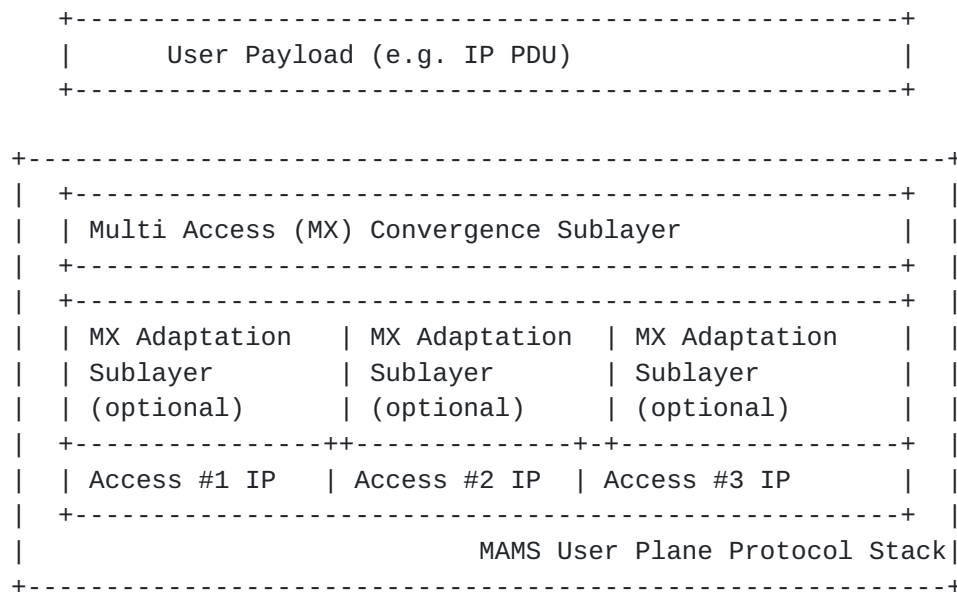 User Payload (e.g. IP PDU)
Multi Access (MX) Convergence Sublayer
MX Adaptation | MX Adaptation | MX Adaptation
Sublayer | Sublayer | Sublayer
(optional) | (optional) | (optional)
Access #1 IP | Access #2 IP | Access #3 IP
MAMS User Plane Protocol Stack